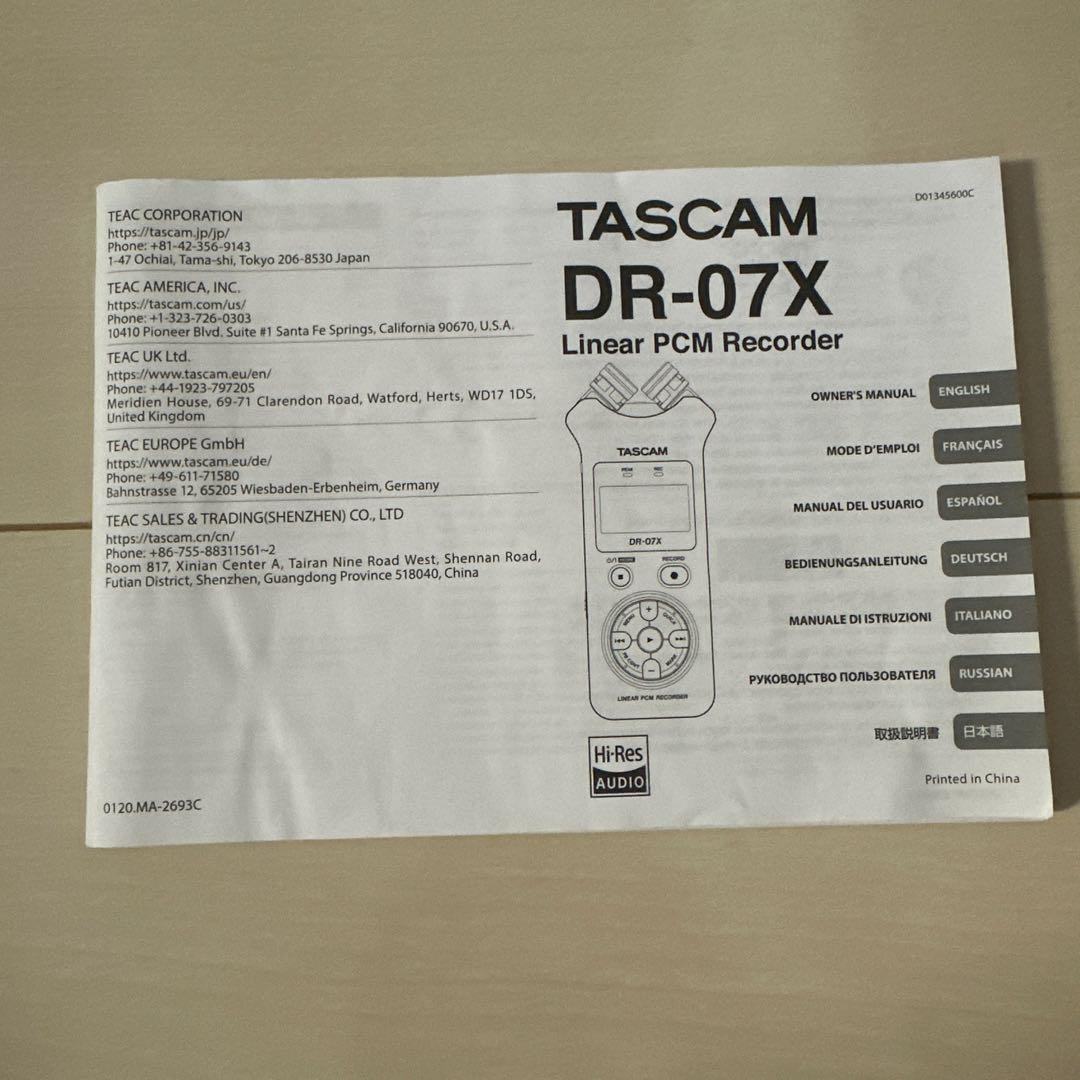 TEAC CORPORATION
https://tascam.jp/jp/
Phone: +81-42-356-9143
1-47 Ochiai, Tama-shi, Tokyo 206-8530 Japan
TEAC AMERICA, INC.
https://tascam.com/us/
Phone: +1-323-726-0303
10410 Pioneer Blvd. Suite #1 Santa Fe Springs, California 90670, U.S.A.
TEAC UK Ltd.
https://www.tascam.eu/en/
Phone: +44-1923-797205
Meridien House, 69-71 Clarendon Road, Watford, Herts, WD17 1DS,
United Kingdom
TEAC EUROPE GmbH
https://www.tascam.eu/de/
Phone: +49-611-71580
Bahnstrasse 12, 65205 Wiesbaden-Erbenheim, Germany
TEAC SALES & TRADING(SHENZHEN) CO., LTD
https://tascam.cn/cn/
Phone: +86-755-88311561~2
Room 817, Xinian Center A, Tairan Nine Road West, Shennan Road,
Futian District, Shenzhen, Guangdong Province 518040, China
0120.MA-2693C
D01345600C
TASCAM
DR-07X
Linear PCM Recorder
TASCAM
PEAK REC
DR-07X
HOME RECORD
MENU QUICK
PB CONT MARK
LINEAR PCM RECORDER
Hi-Res
AUDIO
OWNER'S MANUAL ENGLISH
MODE D'EMPLOI FRANÇAIS
MANUAL DEL USUARIO ESPAÑOL
BEDIENUNGSANLEITUNG DEUTSCH
MANUALE DI ISTRUZIONI ITALIANO
РУКОВОДСТВО ПОЛЬЗОВАТЕЛЯ RUSSIAN
取扱説明書 日本語
Printed in China